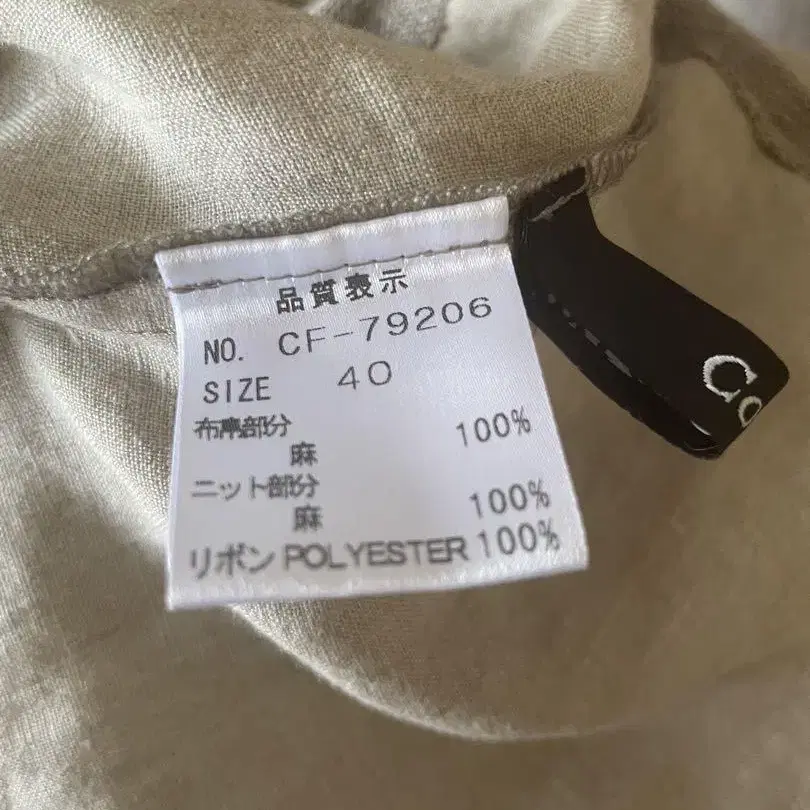 品質表示
NO. CF-79206
SIZE 40
布帛部分
麻 100%
ニット部分
麻 100%
リボン POLYESTER 100%